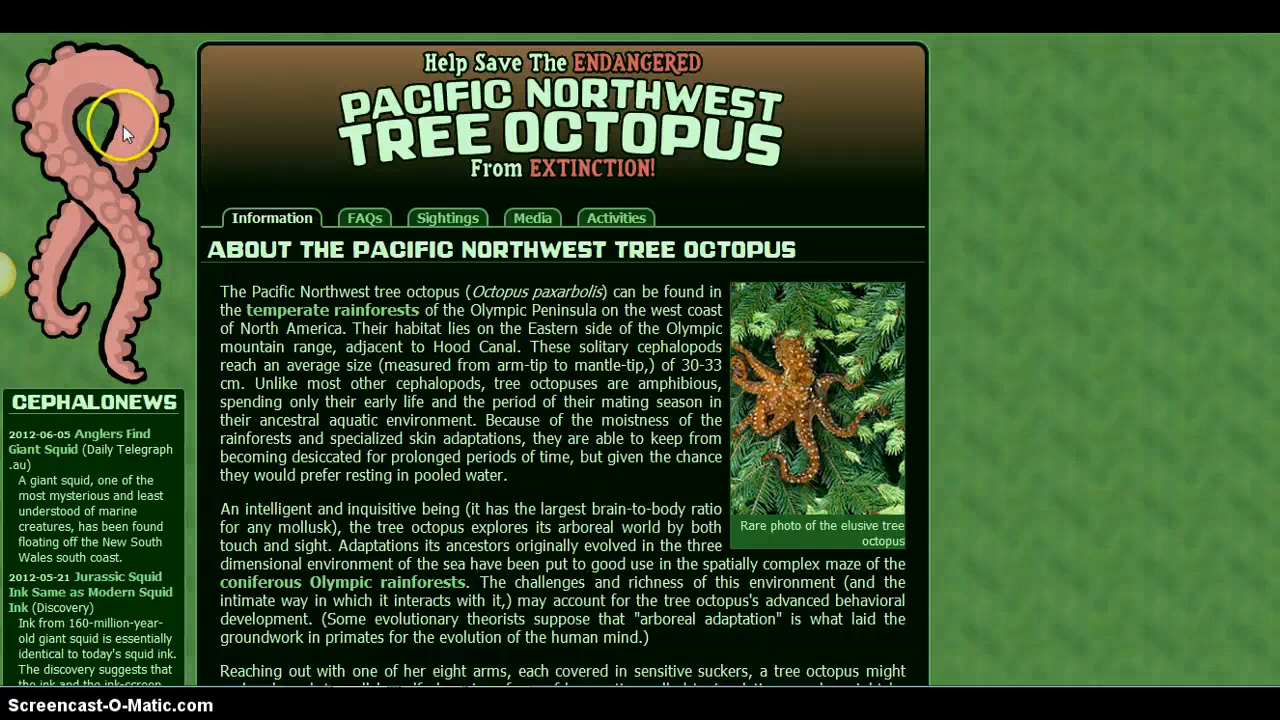 Help Save The ENDANGERED
PACIFIC NORTHWEST
TREE OCTOPUS
From EXTINCTION!
Information
FAQs
Sightings
Media
Activities
ABOUT THE PACIFIC NORTHWEST TREE OCTOPUS
The Pacific Northwest tree octopus (Octopus paxarbolis) can be found in
the temperate rainforests of the Olympic Peninsula on the west coast
of North America. Their habitat lies on the Eastern side of the Olympic
mountain range, adjacent to Hood Canal. These solitary cephalopods
reach an average size (measured from arm-tip to mantle-tip,) of 30-33
cm. Unlike most other cephalopods, tree octopuses are amphibious,
spending only their early life and the period of their mating season in
their ancestral aquatic environment. Because of the moistness of the
rainforests and specialized skin adaptations, they are able to keep from
becoming desiccated for prolonged periods of time, but given the chance
they would prefer resting in pooled water.
Rare photo of the elusive tree
octopus
An intelligent and inquisitive being (it has the largest brain-to-body ratio
for any mollusk), the tree octopus explores its arboreal world by both
touch and sight. Adaptations its ancestors originally evolved in the three
dimensional environment of the sea have been put to good use in the spatially complex maze of the
coniferous Olympic rainforests. The challenges and richness of this environment (and the
intimate way in which it interacts with it,) may account for the tree octopus's advanced behavioral
development. (Some evolutionary theorists suppose that "arboreal adaptation" is what laid the
groundwork in primates for the evolution of the human mind.)
Reaching out with one of her eight arms, each covered in sensitive suckers, a tree octopus might
CEPHALONEWS
2012-06-05 Anglers Find
Giant Squid (Daily Telegraph
.au)
A giant squid, one of the
most mysterious and least
understood of marine
creatures, has been found
floating off the New South
Wales south coast.
2012-05-21 Jurassic Squid
Ink Same as Modern Squid
Ink (Discovery)
Ink from 160-million-year-
old giant squid is essentially
identical to today's squid ink.
The discovery suggests that
the ink and the ink-screen
Screencast-O-Matic.com